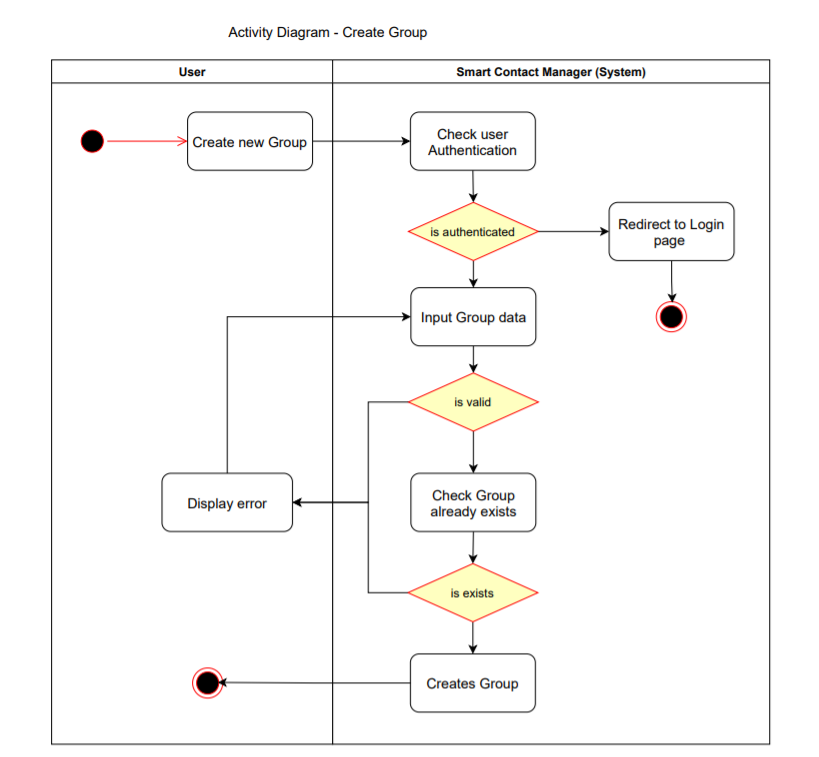 Activity Diagram - Create Group
User
Smart Contact Manager (System)
Create new Group
Check user
Authentication
is authenticated
Redirect to Login
page
Input Group data
is valid
Display error
Check Group
already exists
is exists
Creates Group